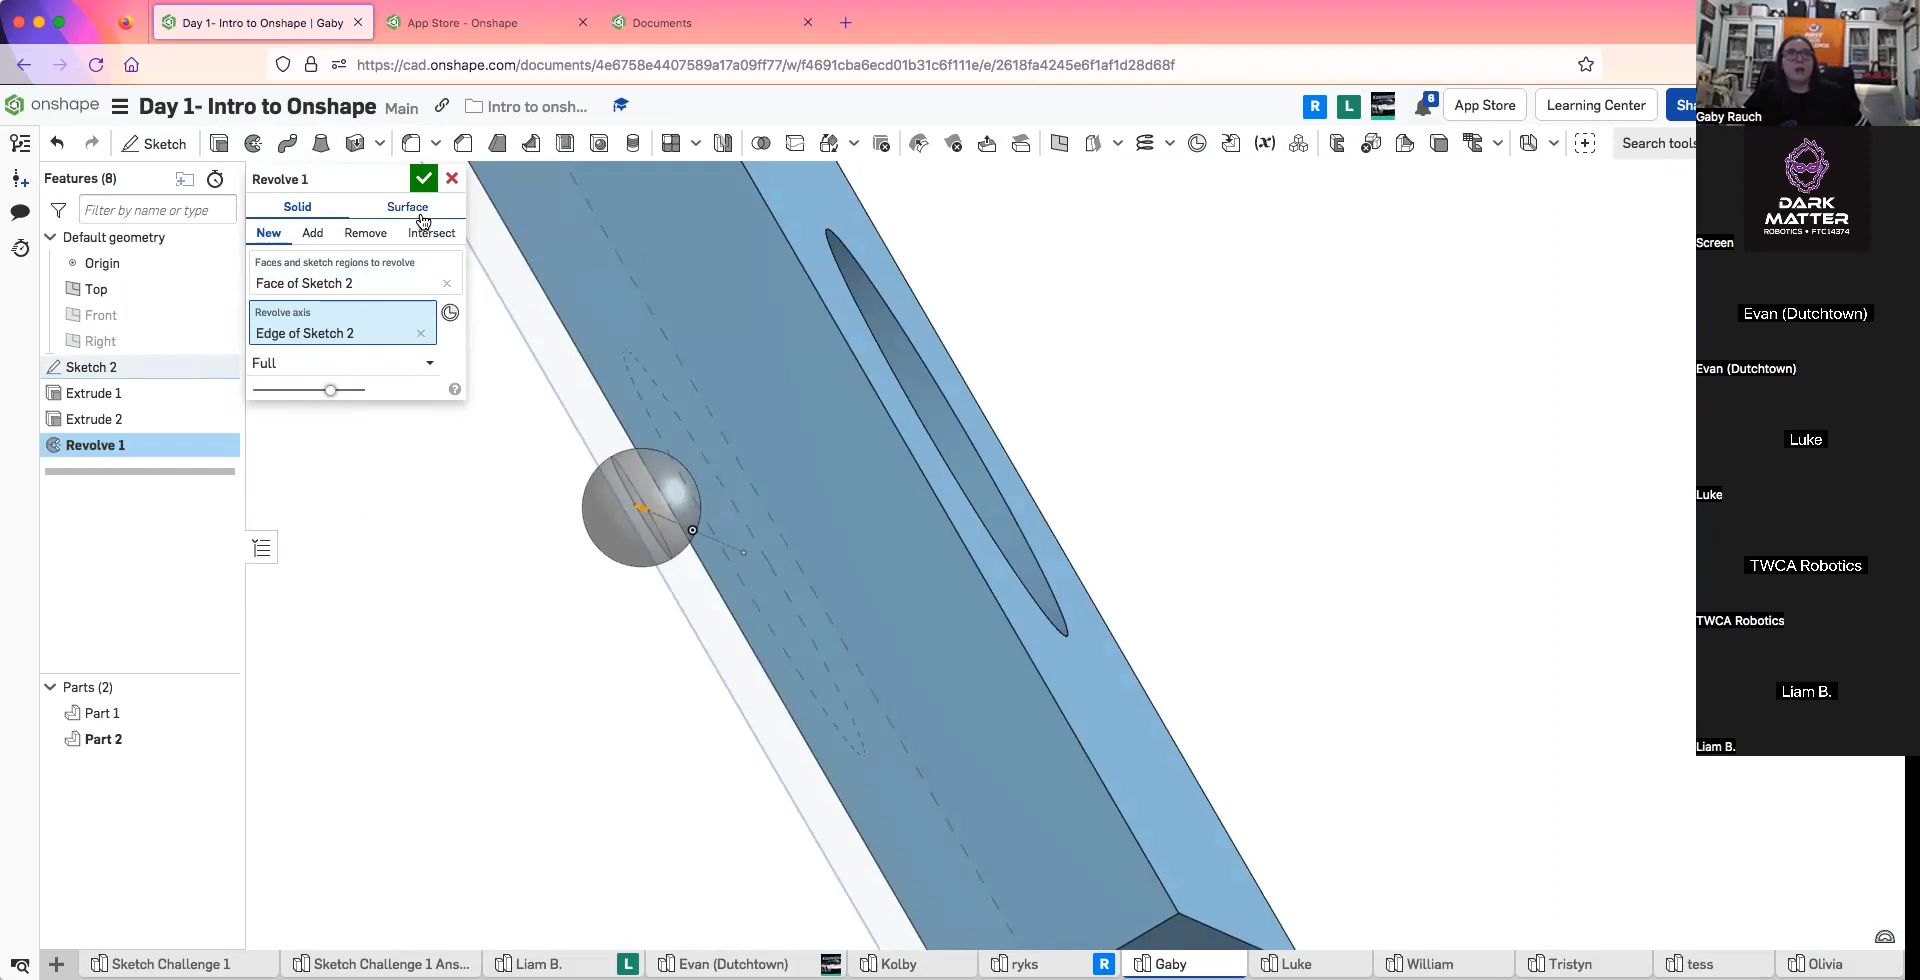 Day 1- Intro to Onshape | Gaby
App Store - Onshape
Documents
https://cad.onshape.com/documents/4e6758e4407589a17a09ff77/w/f4691cba6ecd01b31c6f111e/e/2618fa4245e6f1af1d28d68f
onshape
Day 1- Intro to Onshape
Main
Intro to onsh...
R
L
6
App Store
Learning Center
Sha
Gaby Rauch
Sketch
(x)
Search tools
Features (8)
Filter by name or type
Default geometry
Origin
Top
Front
Right
Sketch 2
Extrude 1
Extrude 2
Revolve 1
Revolve 1
Solid
Surface
New
Add
Remove
Intersect
Faces and sketch regions to revolve
Face of Sketch 2
Revolve axis
Edge of Sketch 2
Full
Parts (2)
Part 1
Part 2
DARK
MATTER
ROBOTICS • FTC14374
Screen
Evan (Dutchtown)
Evan (Dutchtown)
Luke
Luke
TWCA Robotics
TWCA Robotics
Liam B.
Liam B.
Sketch Challenge 1
Sketch Challenge 1 Ans...
Liam B.
L
Evan (Dutchtown)
Kolby
ryks
R
Gaby
Luke
William
Tristyn
tess
Olivia